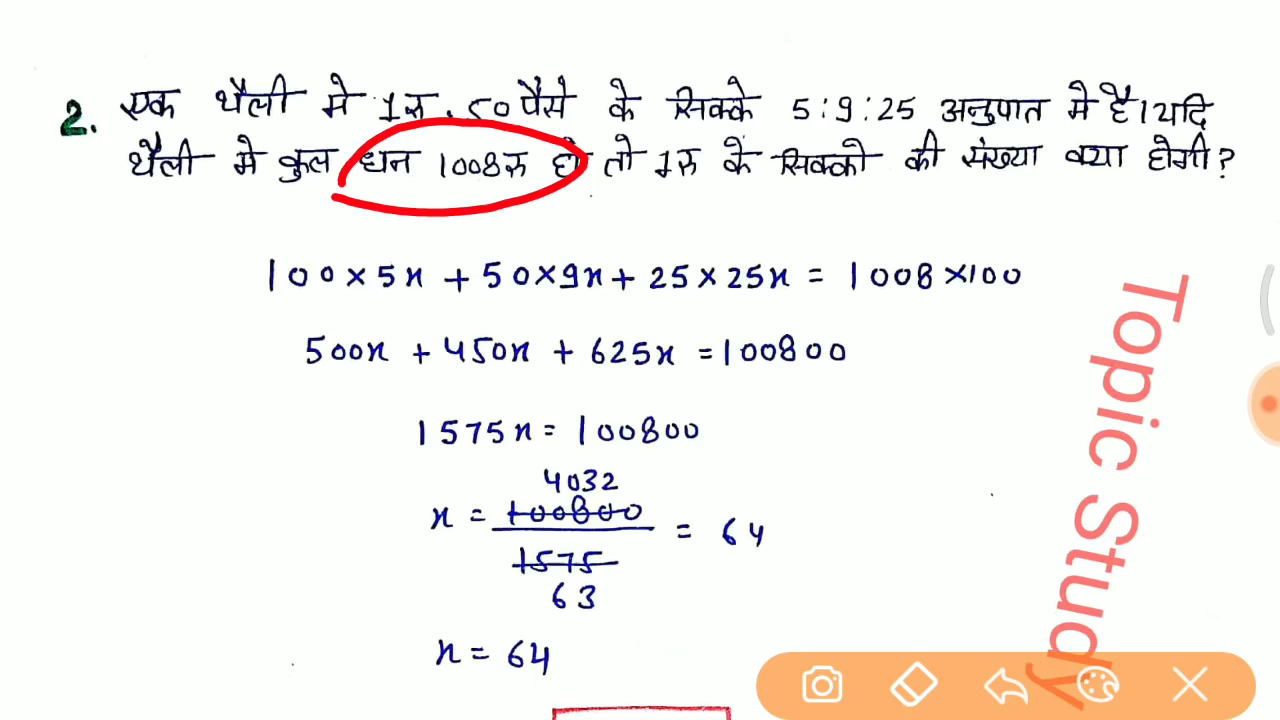 2. एक थैली मे 1रु. 50पैसे के सिक्के 5:9:25 अनुपात मे है।यदि
थैली मे कुल धन 1008रु हो तो 1रु के सिक्को की संख्या क्या होगी?
100×5x + 50×9x + 25×25x = 1008×100
500x + 450x + 625x = 100800
1575x = 100800
4032
x = 100800/1575 = 64
63
x = 64
Topic Study